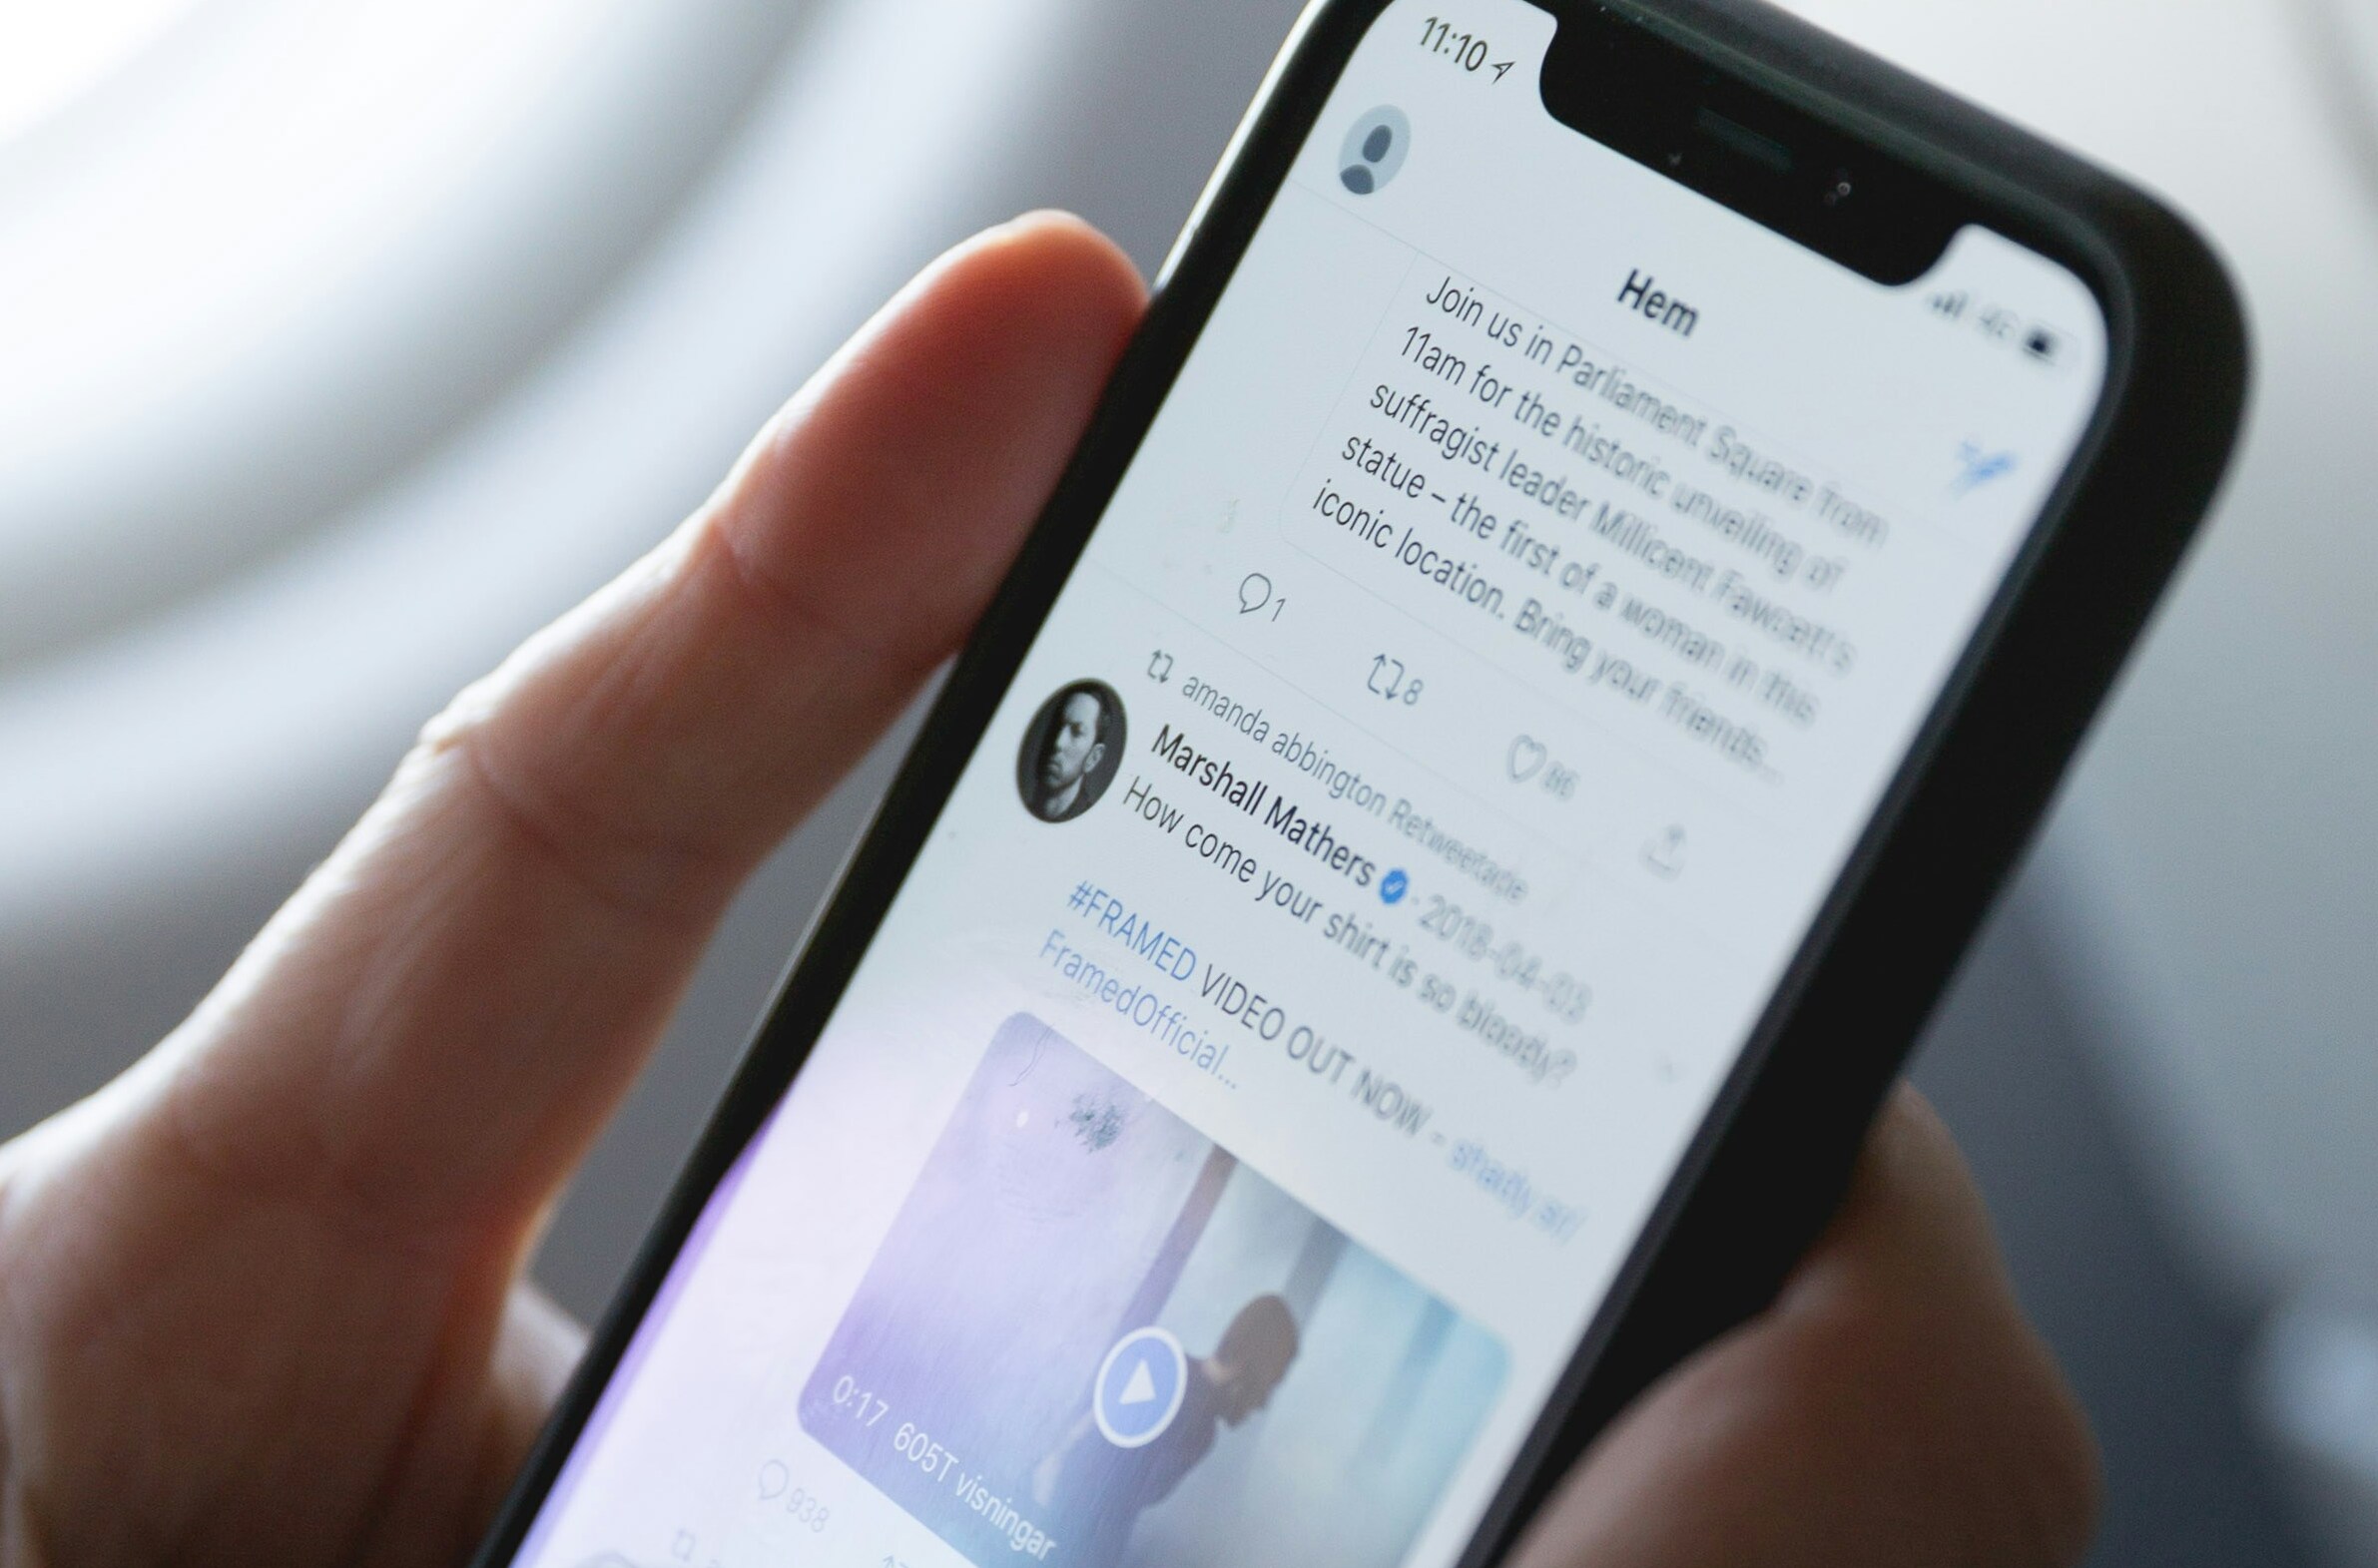 11:10
4G
Hem
Join us in Parliament Square from
11am for the historic unveiling of
suffragist leader Millicent Fawcett's
statue – the first of a woman in this
iconic location. Bring your friends...
1
8
86
amanda abbington Retweetade
Marshall Mathers · 2018-04-03
How come your shirt is so bloody?
#FRAMED VIDEO OUT NOW -
FramedOfficial...
0:17 605T visningar
938